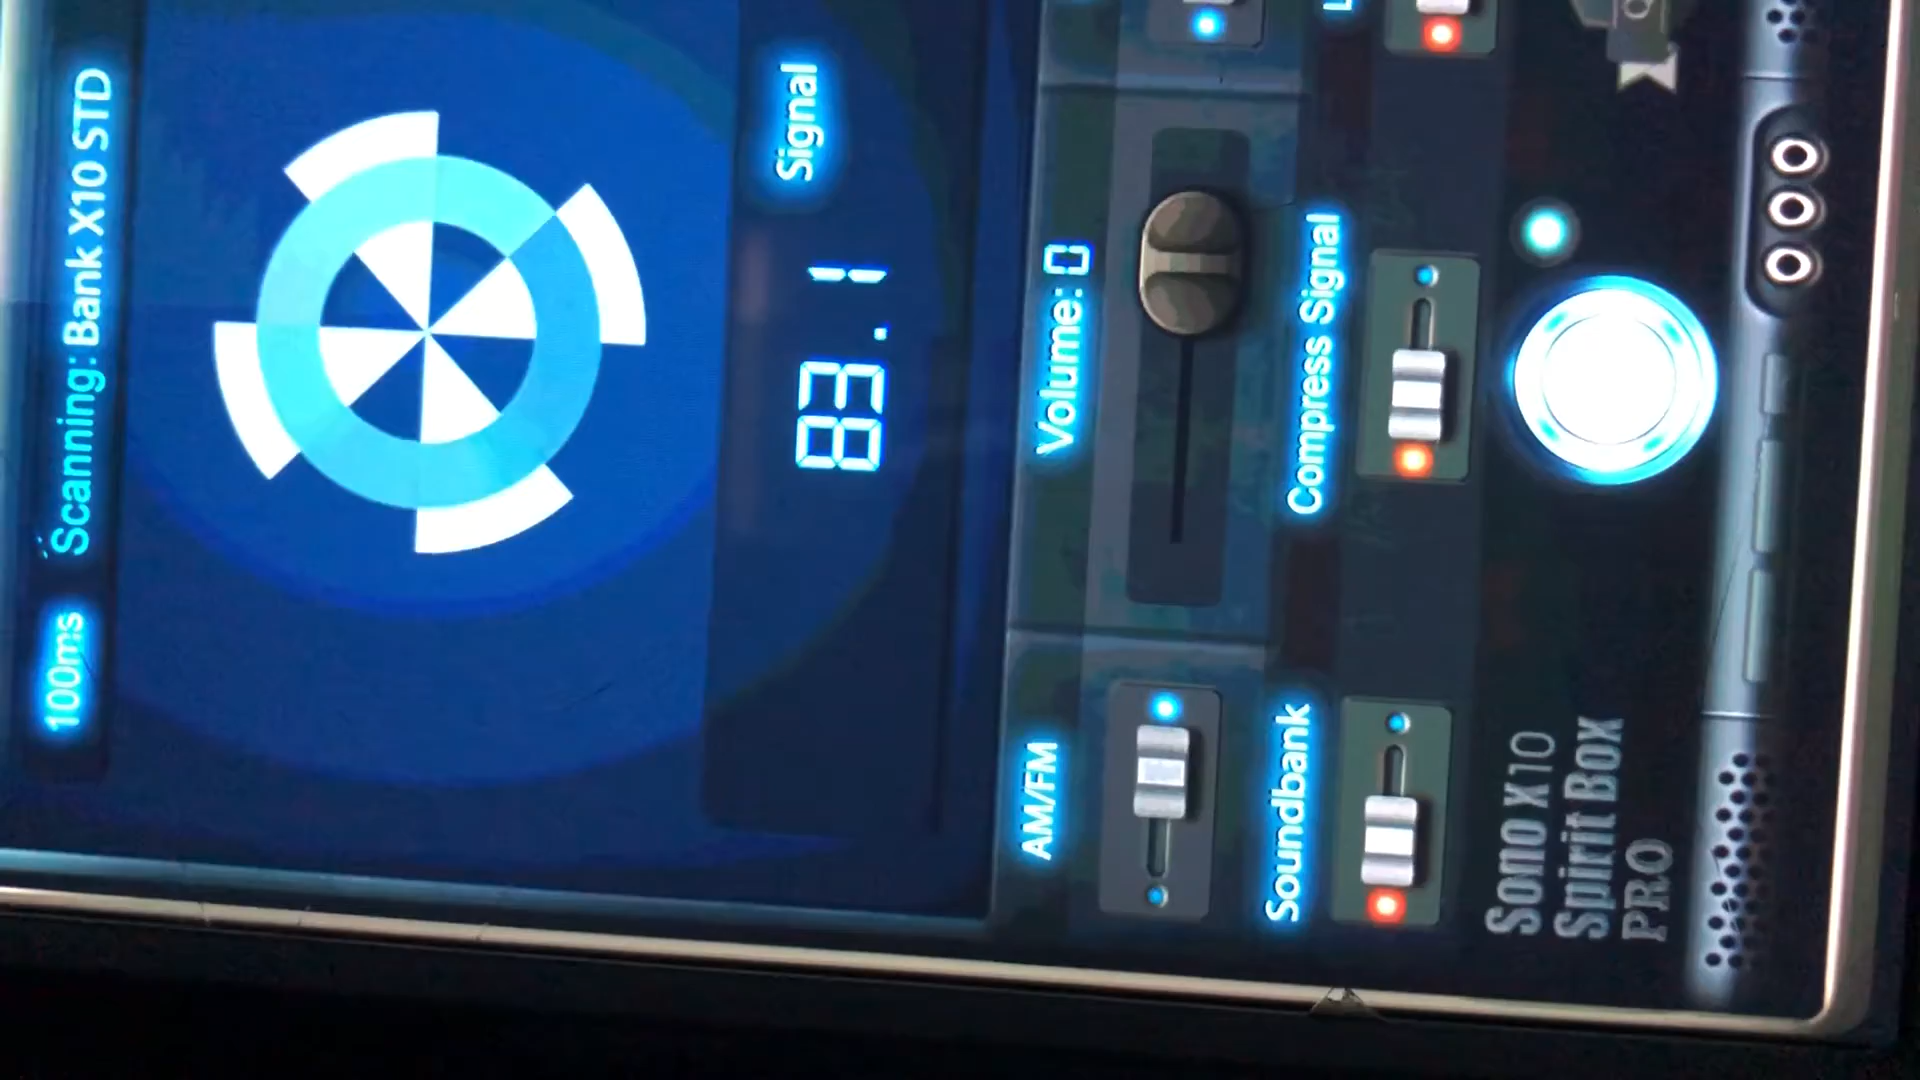 100ms Scanning: Bank X10 STD
83.1 Signal
AM/FM
Volume: 0
Soundbank
Compress Signal
Sono X10
Spirit Box
PRO